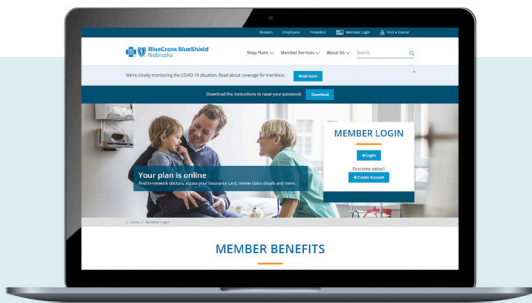 Brokers Employers Providers Member Login Find A Doctor
BlueCross BlueShield
Nebraska
Shop Plans Member Services About Us Search
We're closely monitoring the COVID-19 situation. Read about coverage for members. Read more
Download the instructions to reset your password. Download
MEMBER LOGIN
Login
First time visitor?
Create Account
Your plan is online
Find in-network doctors, access your insurance card, review claim details and more.
Home / Member Login
MEMBER BENEFITS